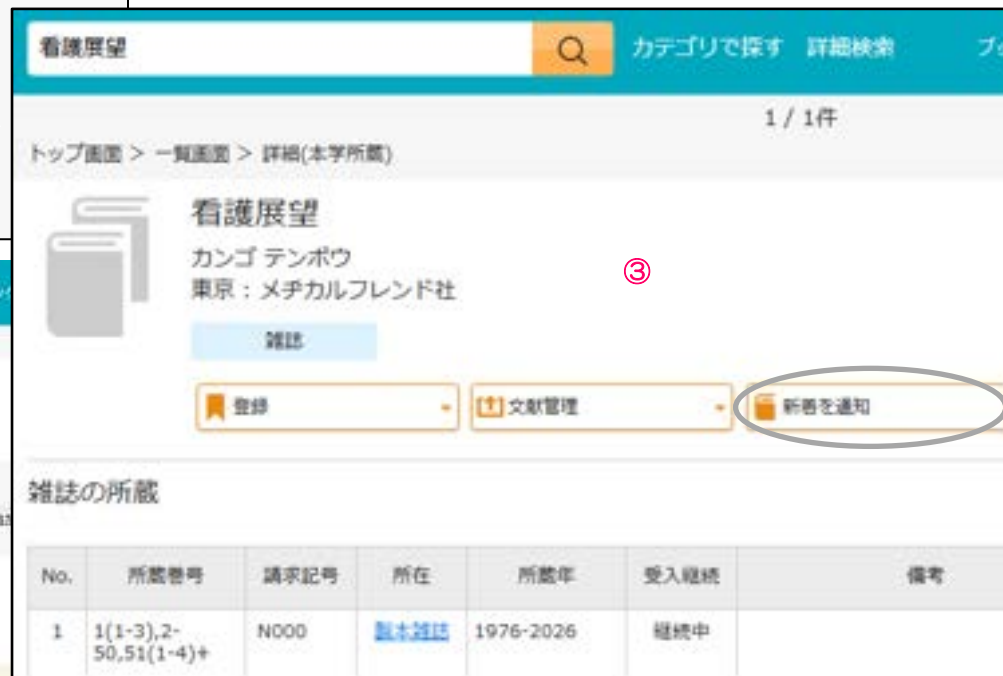 看護展望
カテゴリで探す 詳細検索
1 / 1件
トップ画面 > 一覧画面 > 詳細(本学所蔵)
看護展望
カンゴ テンボウ
東京 : メヂカルフレンド社
③
雑誌
登録 文献管理 新着を通知
雑誌の所蔵
No. 所蔵巻号 請求記号 所在 所蔵年 受入継続 備考
1 1(1-3),2-50,51(1-4)+ N000 製本雑誌 1976-2026 継続中